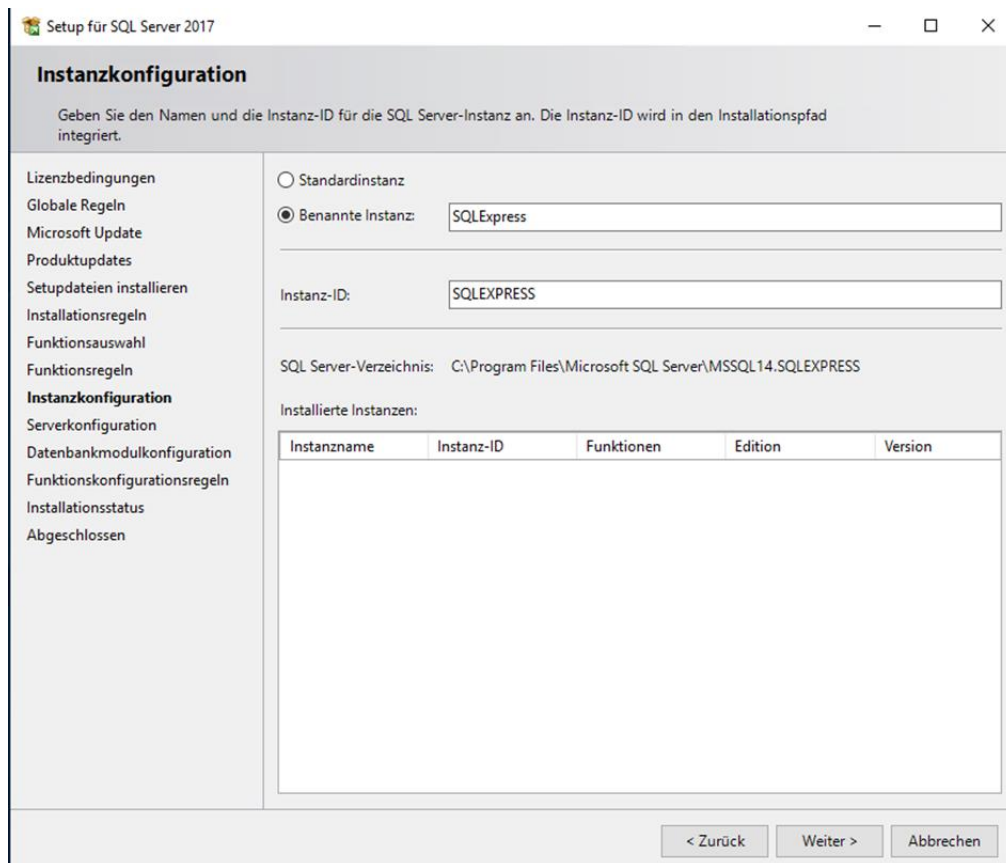 Setup für SQL Server 2017
Instanzkonfiguration
Geben Sie den Namen und die Instanz-ID für die SQL Server-Instanz an. Die Instanz-ID wird in den Installationspfad
integriert.
Lizenzbedingungen
Globale Regeln
Microsoft Update
Produktupdates
Setupdateien installieren
Installationsregeln
Funktionsauswahl
Funktionsregeln
Instanzkonfiguration
Serverkonfiguration
Datenbankmodulkonfiguration
Funktionskonfigurationsregeln
Installationsstatus
Abgeschlossen
Standardinstanz
Benannte Instanz: SQLExpress
Instanz-ID: SQLEXPRESS
SQL Server-Verzeichnis: C:\Program Files\Microsoft SQL Server\MSSQL14.SQLEXPRESS
Installierte Instanzen:
Instanzname Instanz-ID Funktionen Edition Version
< Zurück Weiter > Abbrechen